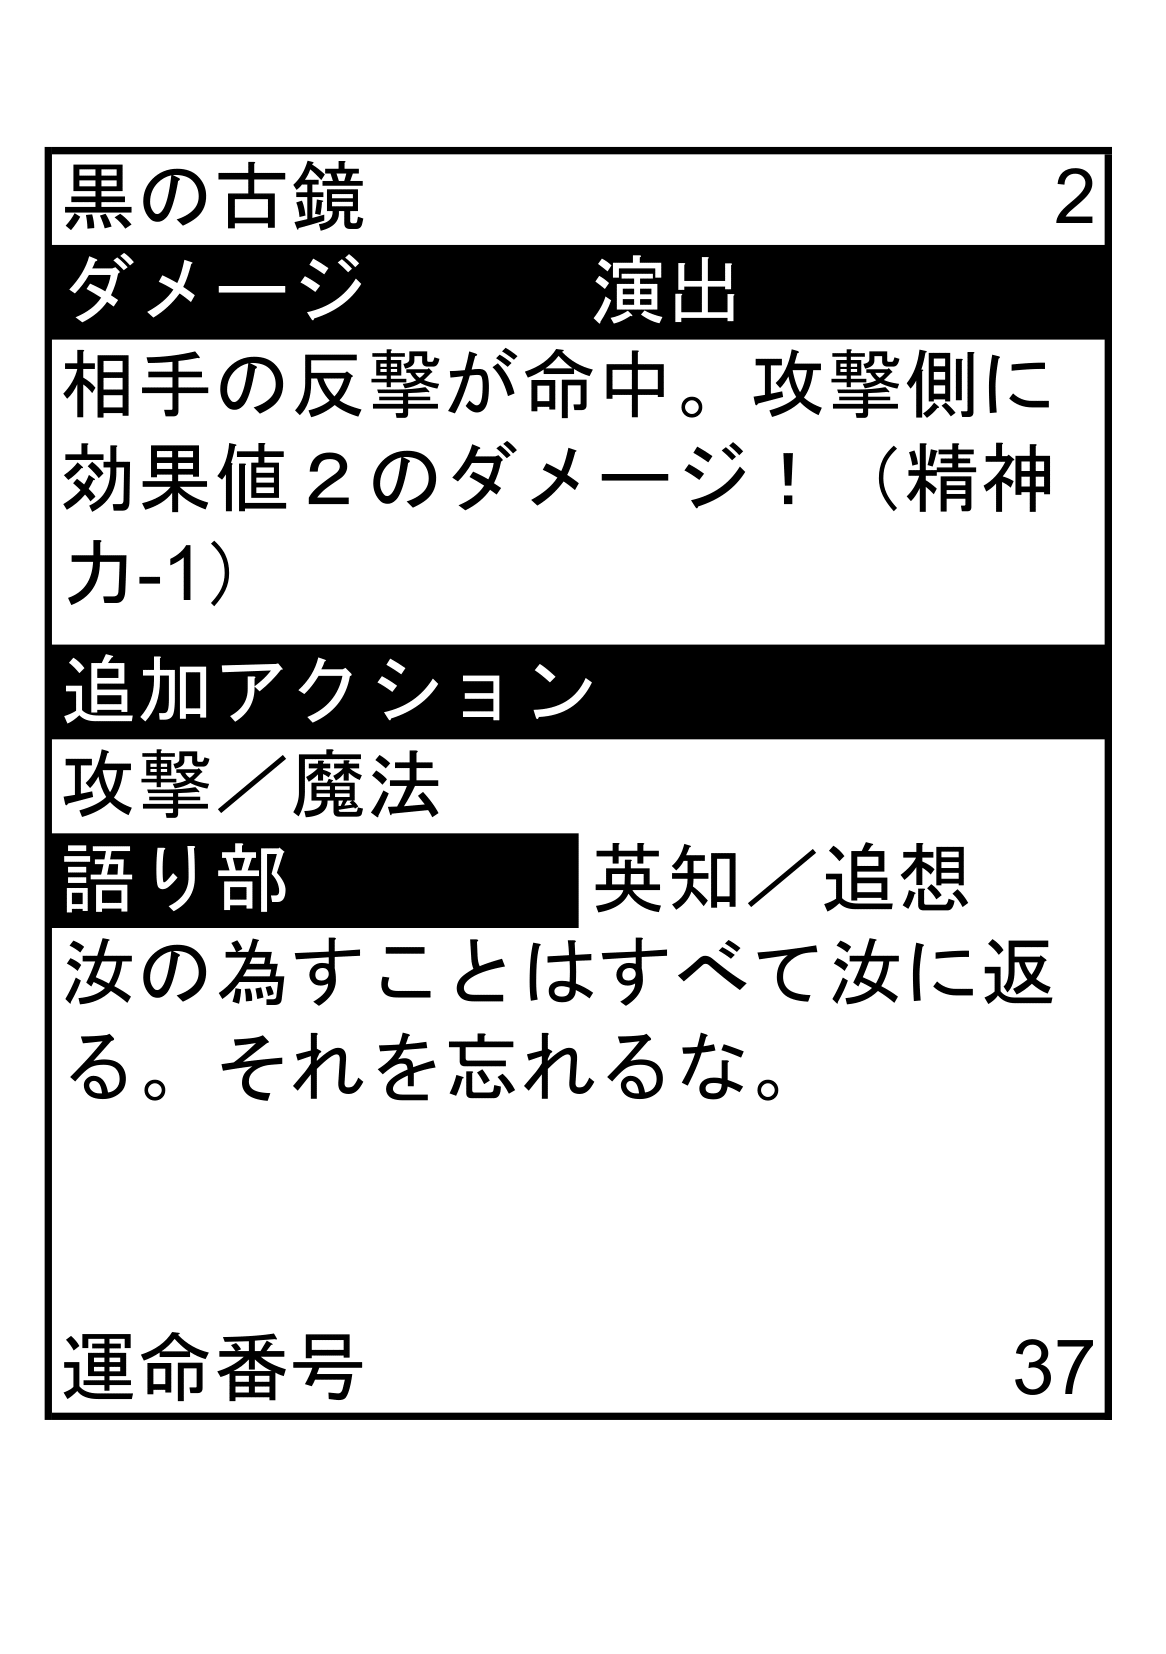 黒の古鏡 2
ダメージ 演出
相手の反撃が命中。攻撃側に
効果値２のダメージ！（精神
力-1）
追加アクション
攻撃／魔法
語り部 英知／追想
汝の為すことはすべて汝に返
る。それを忘れるな。
運命番号 37